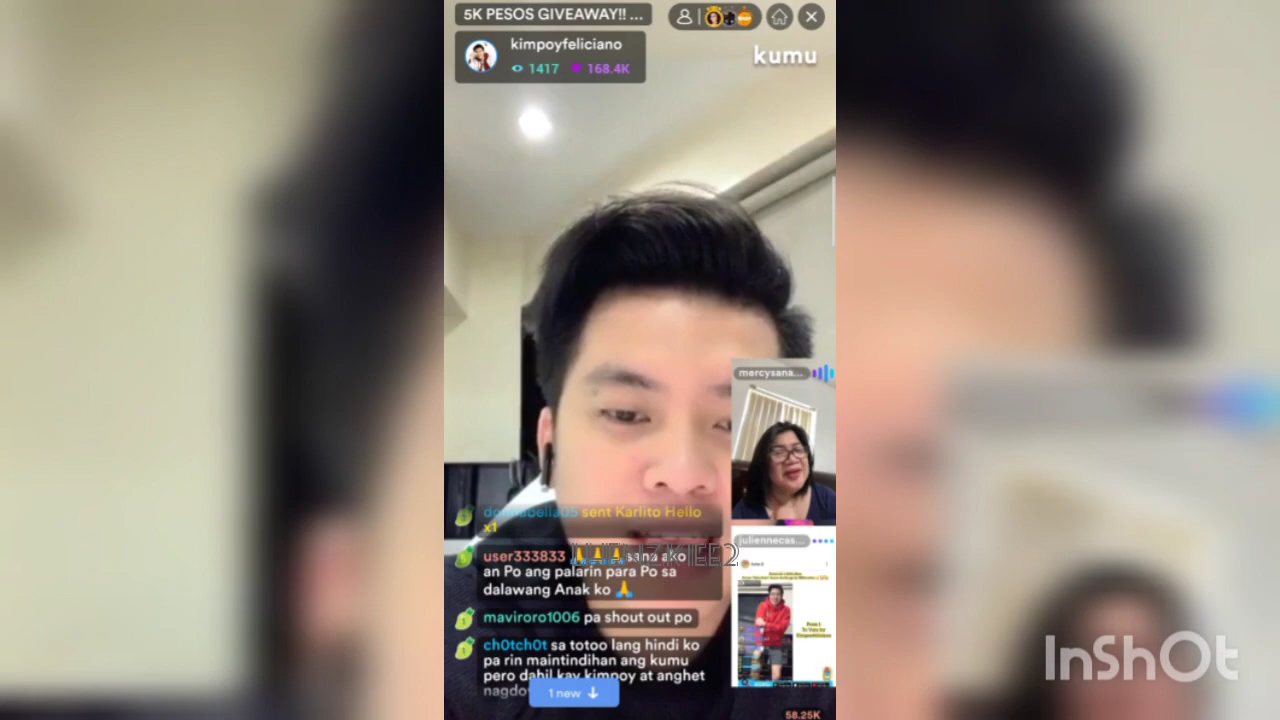 5K PESOS GIVEAWAY!! ...
kimpoyfeliciano
1417 168.4K
kumu
mercysana...
sent Karlito Hello
x1
user333833 🙏🙏🙏 sana ako
an Po ang palarin para Po sa
dalawang Anak ko 🙏
juliennecas...
maviroro1006 pa shout out po
ch0tch0t sa totoo lang hindi ko
pa rin maintindihan ang kumu
pero dahil kay kimpoy at anghet
1 new ↓
58.25K
InShOt